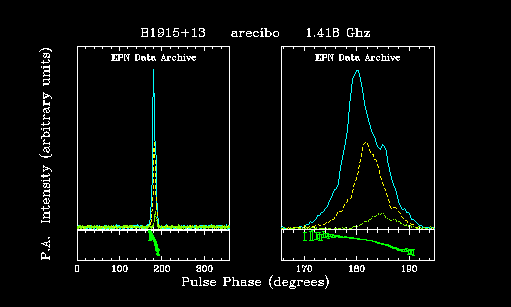 B1915+13 arecibo 1.418 Ghz
EPN Data Archive EPN Data Archive
P.A. Intensity (arbitrary units)
0 100 200 300 170 180 190
Pulse Phase (degrees)